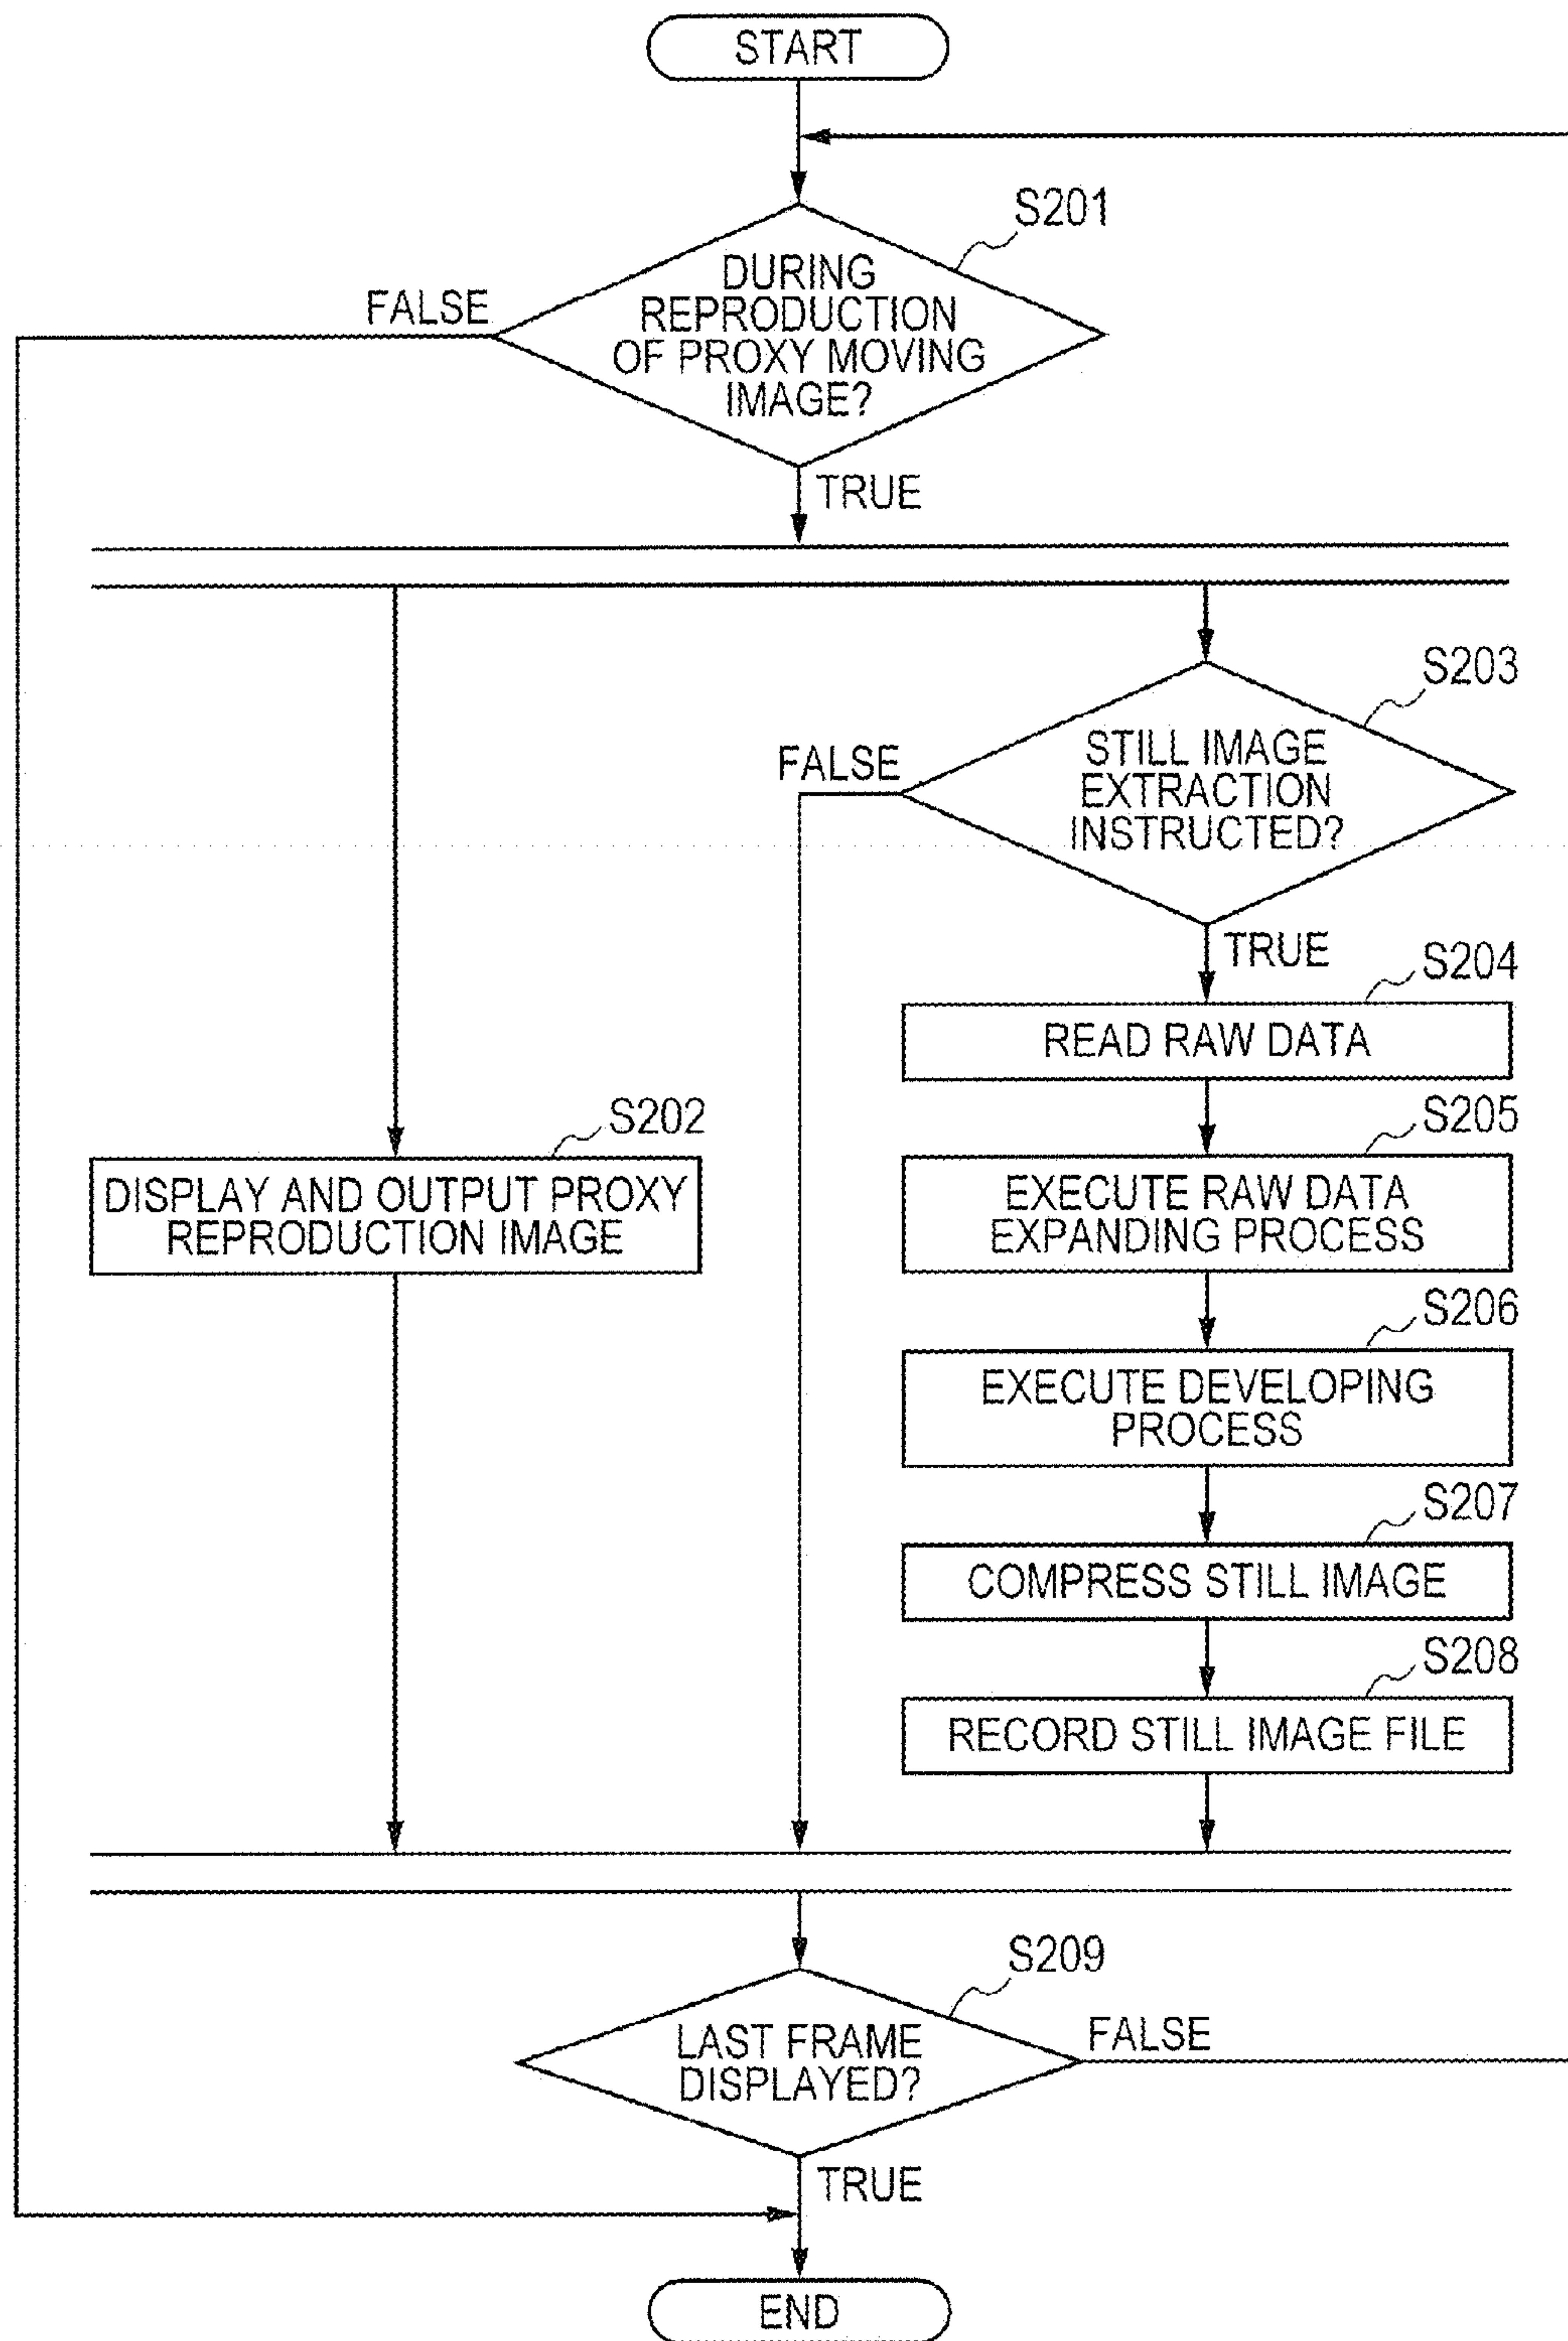 START
S201
DURING
REPRODUCTION
OF PROXY MOVING
IMAGE?
FALSE
TRUE
S203
STILL IMAGE
EXTRACTION
INSTRUCTED?
FALSE
TRUE
S204
READ RAW DATA
S202
DISPLAY AND OUTPUT PROXY
REPRODUCTION IMAGE
S205
EXECUTE RAW DATA
EXPANDING PROCESS
S206
EXECUTE DEVELOPING
PROCESS
S207
COMPRESS STILL IMAGE
S208
RECORD STILL IMAGE FILE
S209
LAST FRAME
DISPLAYED?
FALSE
TRUE
END